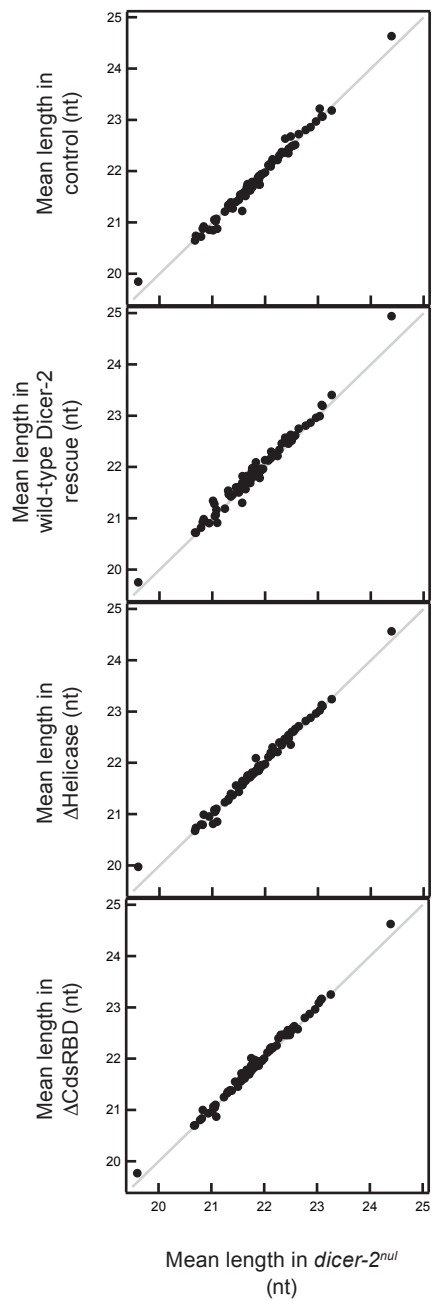 Mean length in
control (nt)
25
24
23
22
21
20
Mean length in
wild-type Dicer-2
rescue (nt)
25
24
23
22
21
20
Mean length in
ΔHelicase (nt)
25
24
23
22
21
20
Mean length in
ΔCdsRBD (nt)
25
24
23
22
21
20
20 21 22 23 24 25
Mean length in dicer-2nul
(nt)